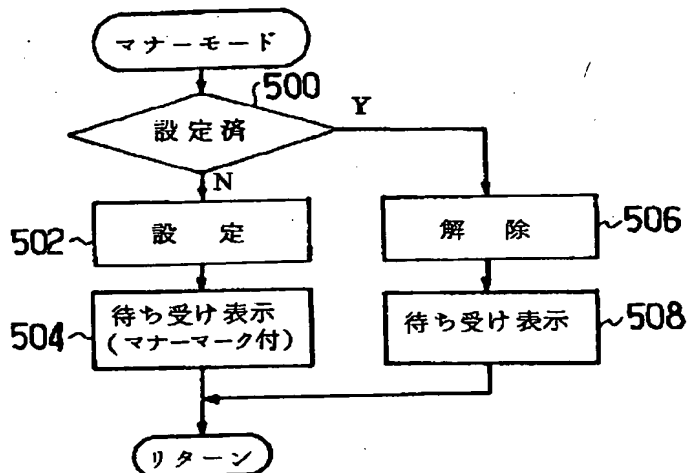 マナーモード
500
設定済
Y
N
502
設 定
解 除
506
504
待ち受け表示
(マナーマーク付)
待ち受け表示
508
リターン